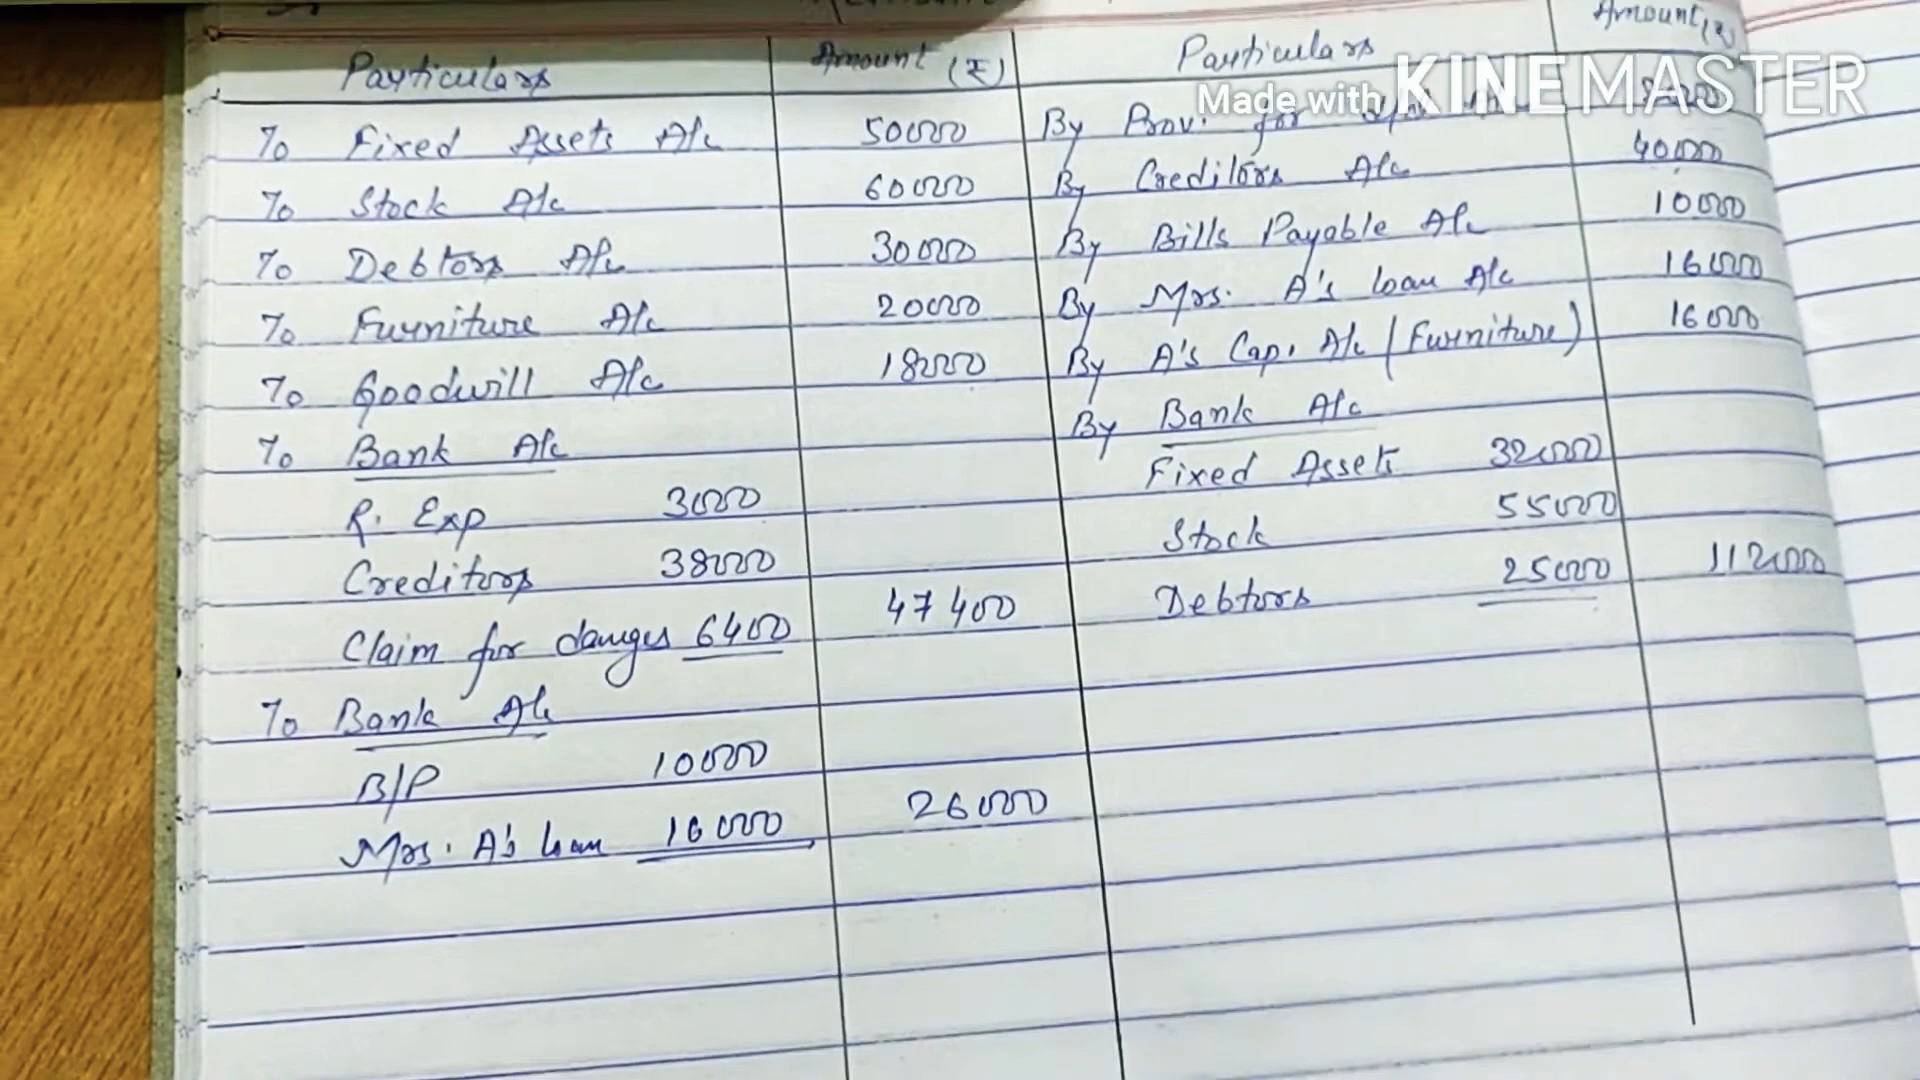 Particulars Amount (₹) Particulars Amount (₹)
Made with KINEMASTER
To Fixed Assets A/c 50000 By Prov. for
To Stock A/c 60000 By Creditors A/c 40000
To Debtors A/c 30000 By Bills Payable A/c 10000
To Furniture A/c 20000 By Mrs. A's loan A/c 16000
To Goodwill A/c 18000 By A's Cap. A/c (Furniture) 16000
To Bank A/c By Bank A/c
R. Exp 3000 Fixed Assets 32000
Creditors 38000 Stock 55000
Claim for damges 6400 47400 Debtors 25000 112000
To Bank A/c
B/P 10000
Mrs. A's loan 16000 26000